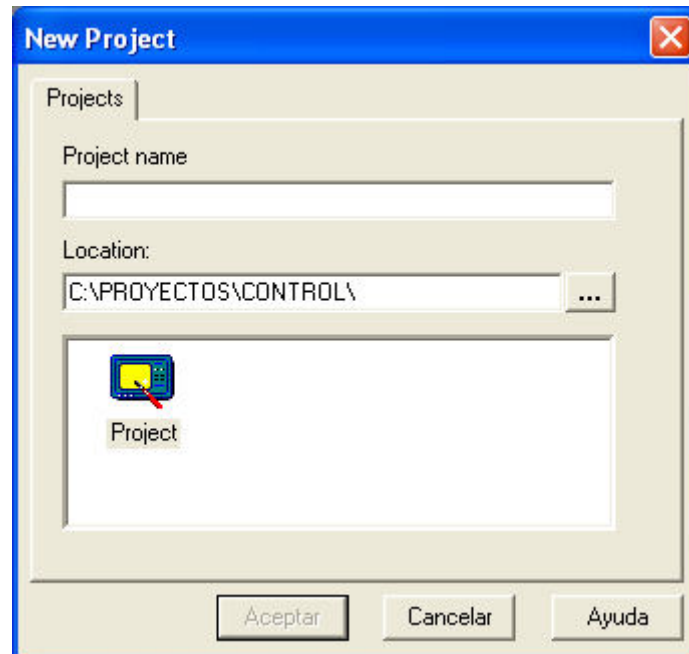 New Project
Projects
Project name
Location:
C:\PROYECTOS\CONTROL\
...
Project
Aceptar
Cancelar
Ayuda